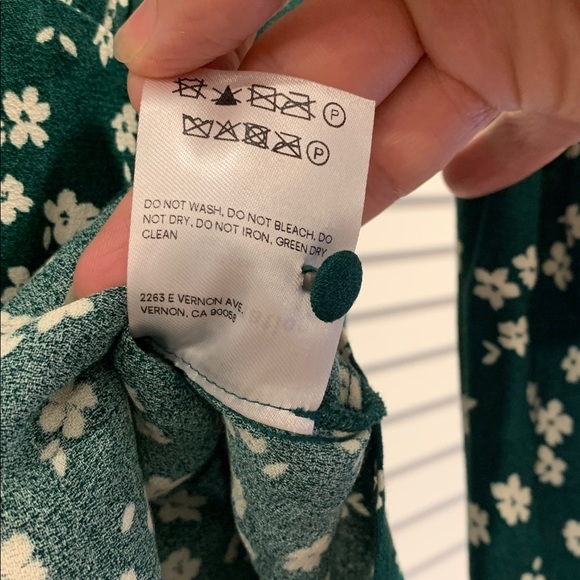 P
P
DO NOT WASH, DO NOT BLEACH, DO
NOT DRY, DO NOT IRON, GREEN DRY
CLEAN
2263 E VERNON AVE,
VERNON, CA 90058